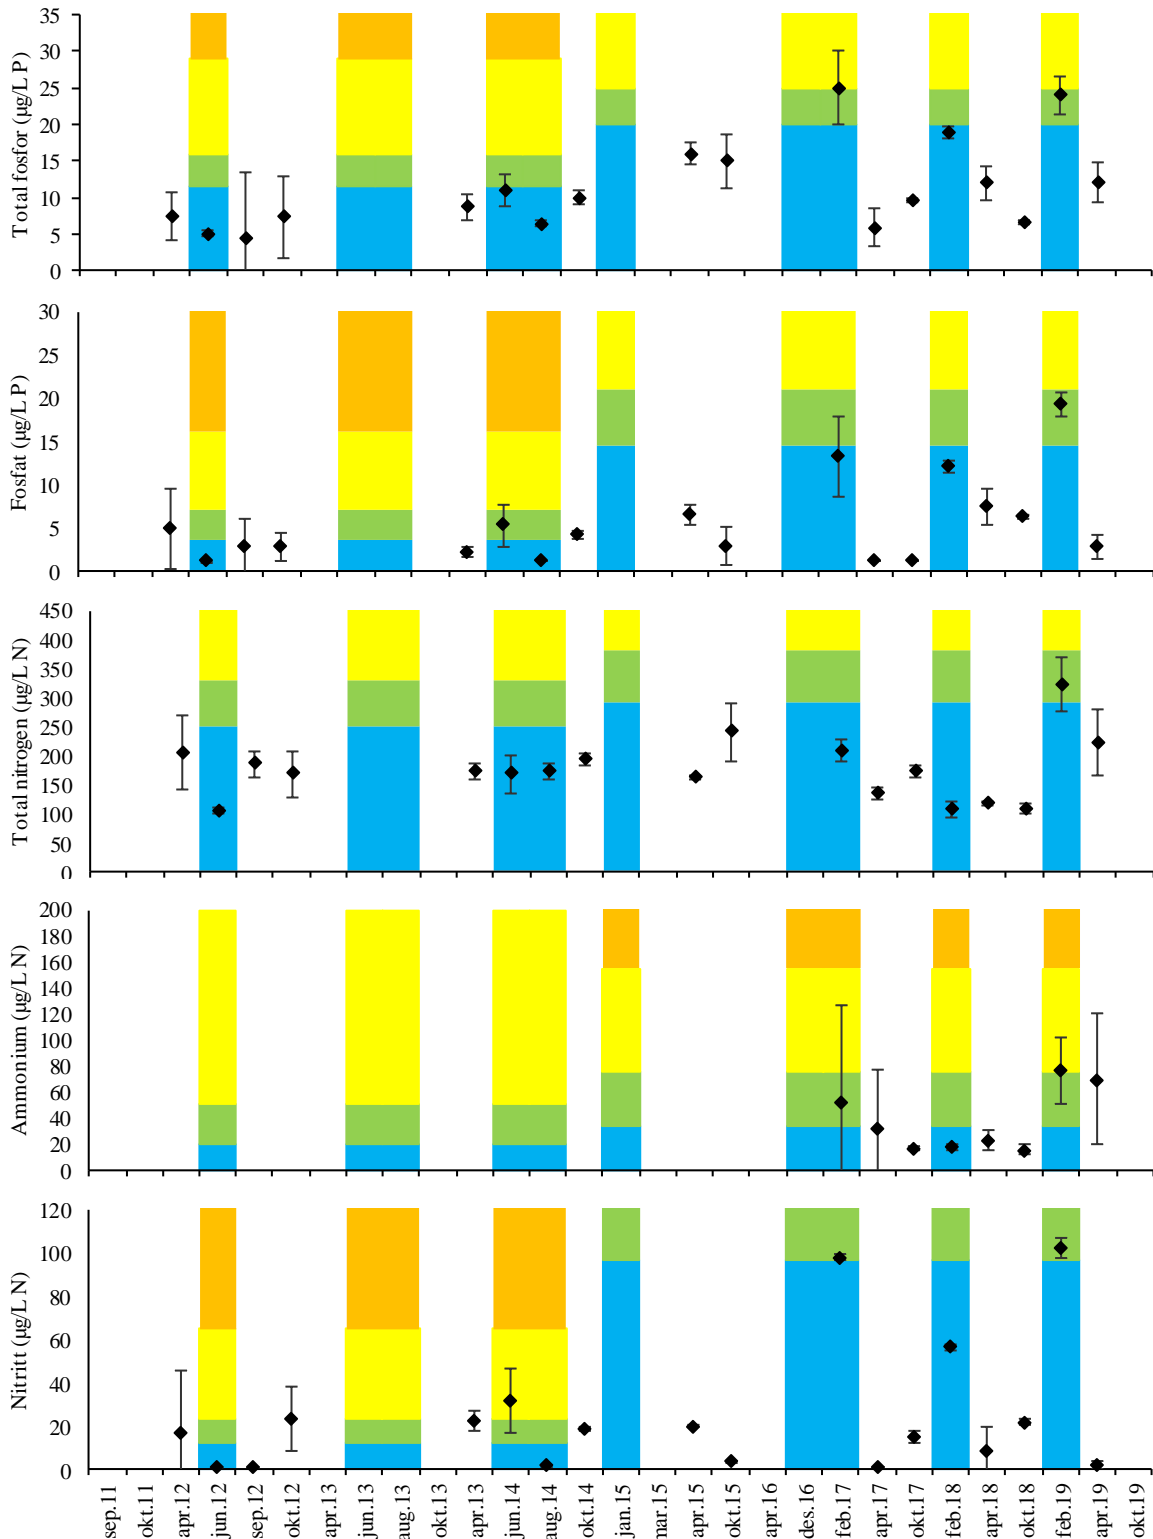 Total fosfor (µg/L P)
35
30
25
20
15
10
5
0
Fosfat (µg/L P)
30
25
20
15
10
5
0
Total nitrogen (µg/L N)
450
400
350
300
250
200
150
100
50
0
Ammonium (µg/L N)
200
180
160
140
120
100
80
60
40
20
0
Nitritt (µg/L N)
120
100
80
60
40
20
0
sep.11
okt.11
apr.12
jun.12
sep.12
okt.12
apr.13
jun.13
aug.13
okt.13
apr.13
jun.14
aug.14
okt.14
jan.15
mar.15
apr.15
okt.15
apr.16
des.16
feb.17
apr.17
okt.17
feb.18
apr.18
okt.18
feb.19
apr.19
okt.19